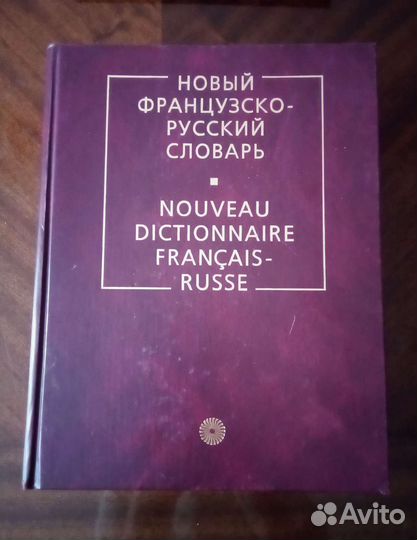 НОВЫЙ
ФРАНЦУЗСКО-
РУССКИЙ
СЛОВАРЬ
NOUVEAU
DICTIONNAIRE
FRANÇAIS-
RUSSE
Avito